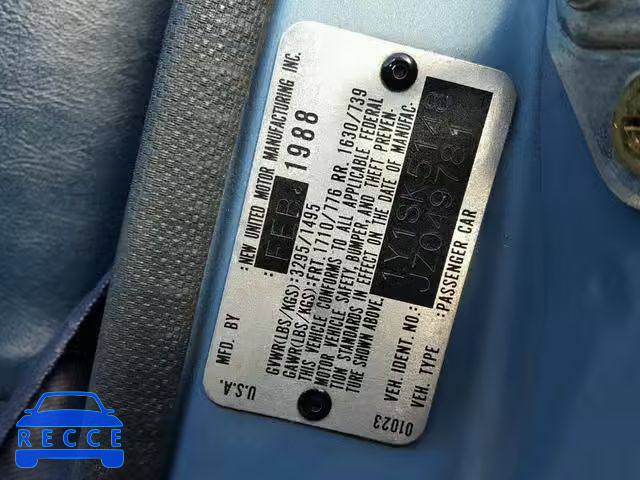 MFD. BY :NEW UNITED MOTOR MANUFACTURING INC.
FEB. 1988
U.S.A.
GVWR(LBS/KGS):3295/1495
GAWR(LBS/KGS):FRT 1710/776 RR. 1630/739
THIS VEHICLE CONFORMS TO ALL APPLICABLE FEDERAL
MOTOR VEHICLE SAFETY, BUMPER, AND THEFT PREVEN-
TION STANDARDS IN EFFECT ON THE DATE OF MANUFAC-
TURE SHOWN ABOVE.
VEH. IDENT. NO.: 1Y1SK5148
JZ049781
VEH. TYPE :PASSENGER CAR
01023
RECCE